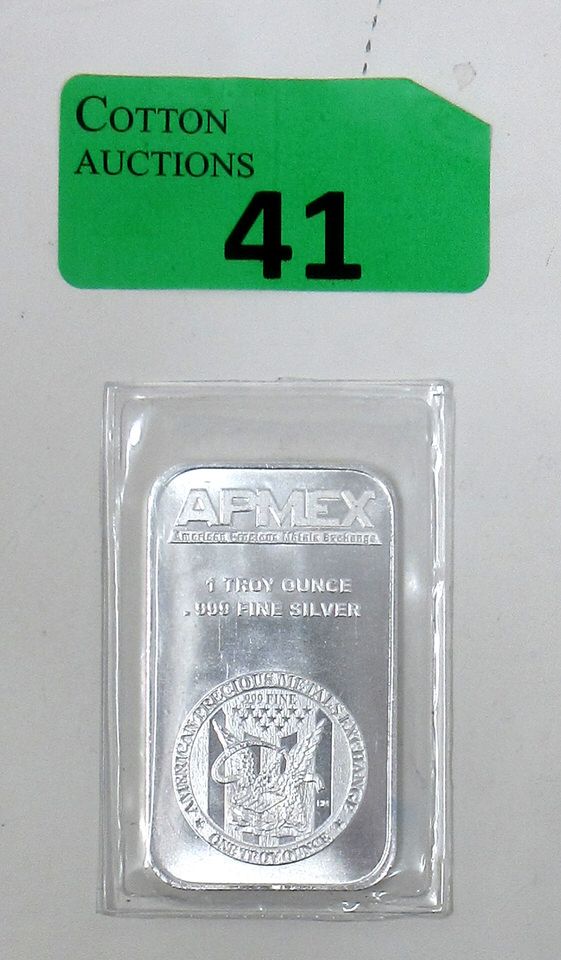 COTTON
AUCTIONS
41
APMEX
American Precious Metals Exchange
1 TROY OUNCE
.999 FINE SILVER
AMERICAN PRECIOUS METALS EXCHANGE
.999 FINE
ONE TROY OUNCE